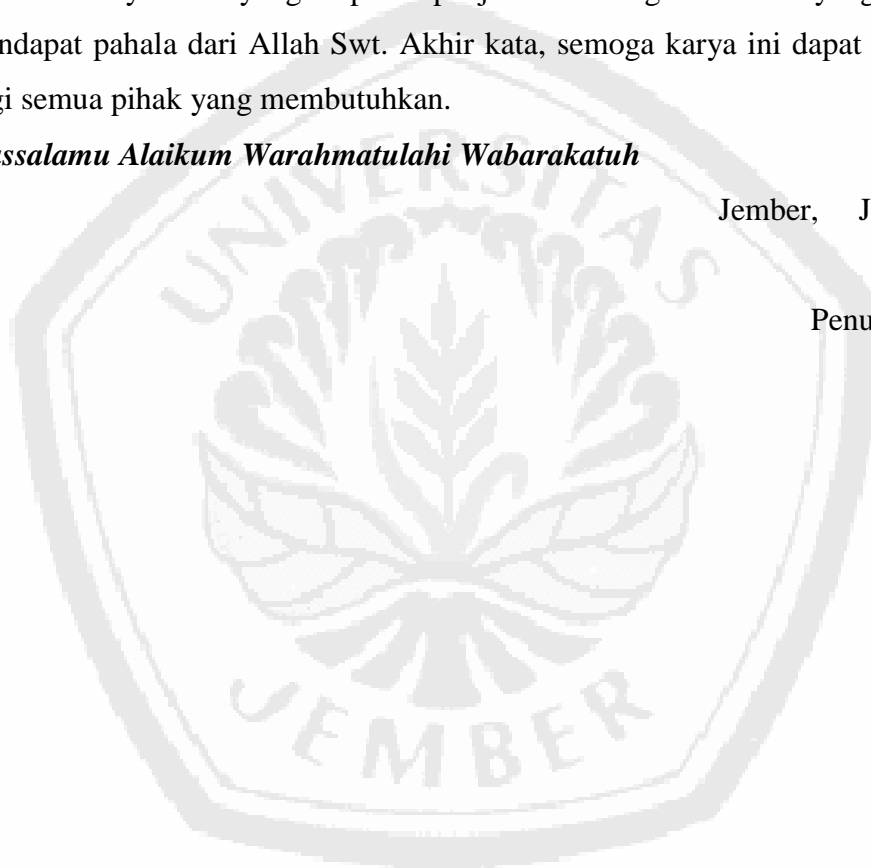 ndapat pahala dari Allah Swt. Akhir kata, semoga karya ini dapat
gi semua pihak yang membutuhkan.
ssalamu Alaikum Warahmatulahi Wabarakatuh
Jember, J
Penu
UNIVERSITAS
JEMBER